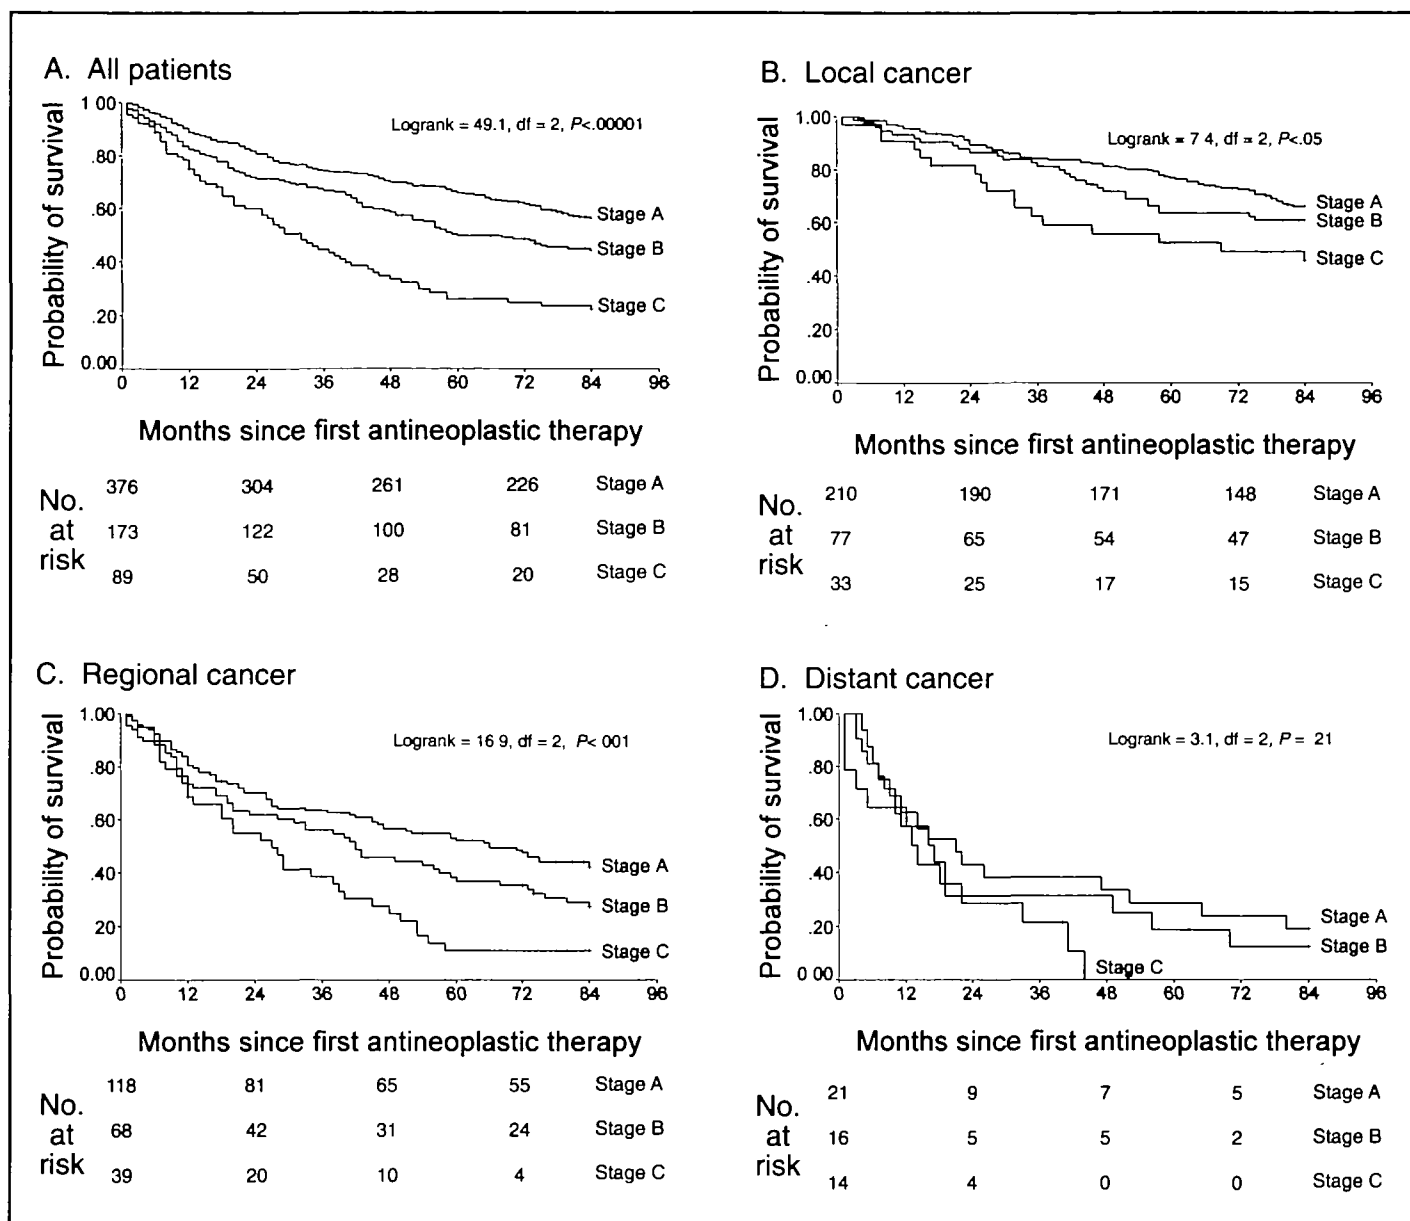 A. All patients
Probability of survival
1 00
.80
.60
.40
.20
0.00
Logrank = 49.1, df = 2, P<.00001
Stage A
Stage B
Stage C
0 12 24 36 48 60 72 84 96
Months since first antineoplastic therapy
No. at risk
376 304 261 226 Stage A
173 122 100 81 Stage B
89 50 28 20 Stage C
B. Local cancer
Probability of survival
1.00
.80
.60
.40
.20
0 00
Logrank = 7 4, df = 2, P<.05
Stage A
Stage B
Stage C
0 12 24 36 48 60 72 84 96
Months since first antineoplastic therapy
No. at risk
210 190 171 148 Stage A
77 65 54 47 Stage B
33 25 17 15 Stage C
C. Regional cancer
Probability of survival
1.00
.80
.60
.40
.20
0.00
Logrank = 16 9, df = 2, P< 001
Stage A
Stage B
Stage C
0 12 24 36 48 60 72 84 96
Months since first antineoplastic therapy
No. at risk
118 81 65 55 Stage A
68 42 31 24 Stage B
39 20 10 4 Stage C
D. Distant cancer
Probability of survival
1.00
.80
.60
.40
.20
0 00
Logrank = 3.1, df = 2, P = 21
Stage A
Stage B
Stage C
0 12 24 36 48 60 72 84 96
Months since first antineoplastic therapy
No. at risk
21 9 7 5 Stage A
16 5 5 2 Stage B
14 4 0 0 Stage C